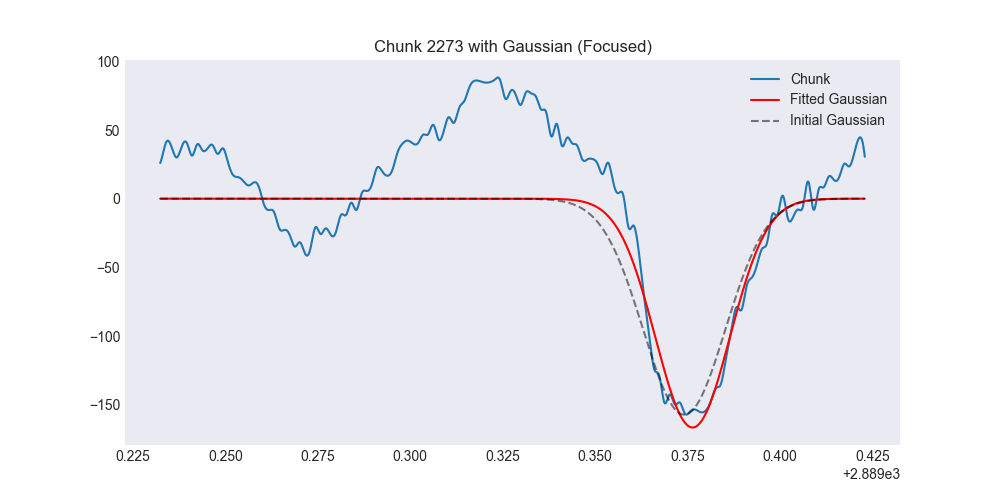 Chunk 2273 with Gaussian (Focused)
100
50
0
−50
−100
−150
Chunk
Fitted Gaussian
Initial Gaussian
0.225 0.250 0.275 0.300 0.325 0.350 0.375 0.400 0.425
+2.889e3